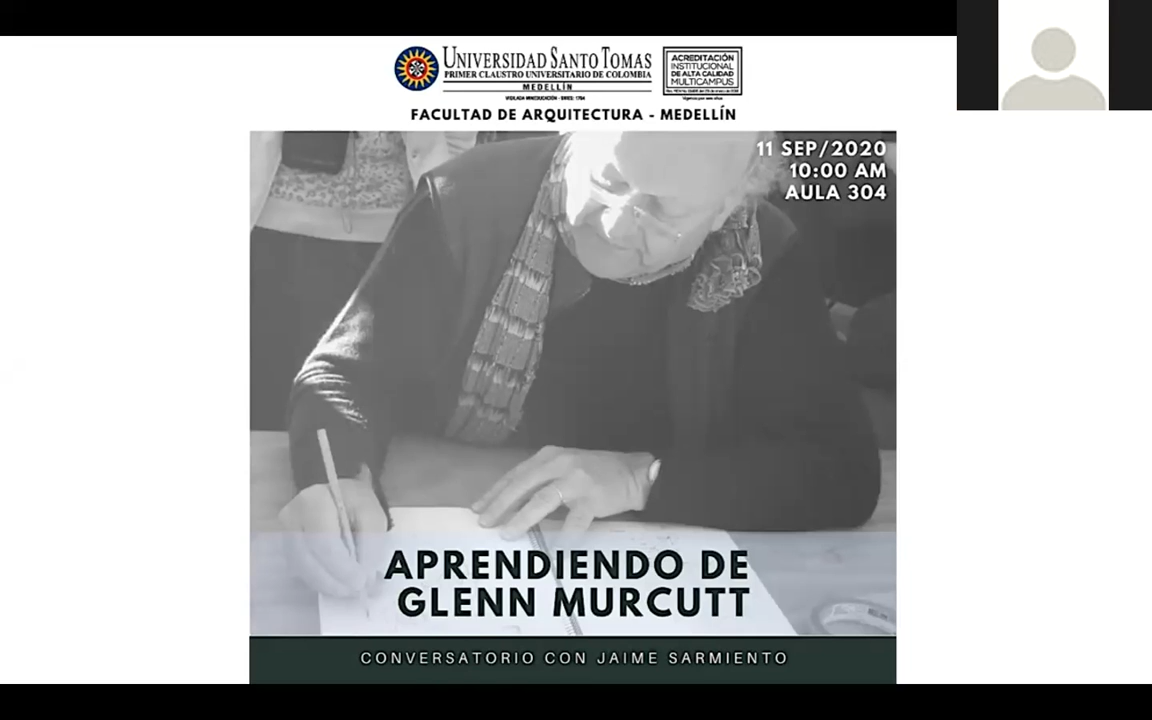 UNIVERSIDAD SANTO TOMAS
PRIMER CLAUSTRO UNIVERSITARIO DE COLOMBIA
MEDELLÍN
ACREDITACIÓN
INSTITUCIONAL
DE ALTA CALIDAD
MULTICAMPUS
FACULTAD DE ARQUITECTURA - MEDELLÍN
11 SEP/2020
10:00 AM
AULA 304
APRENDIENDO DE
GLENN MURCUTT
CONVERSATORIO CON JAIME SARMIENTO